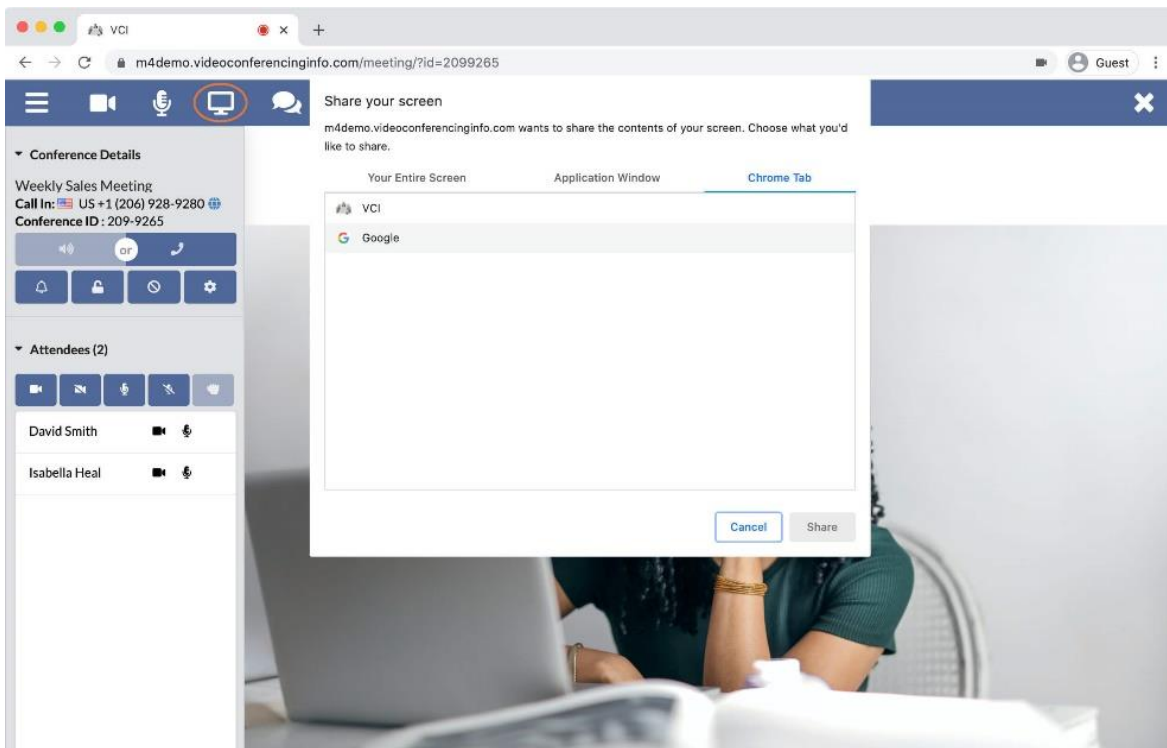 VCI
m4demo.videoconferencinginfo.com/meeting/?id=2099265
Guest
Share your screen
m4demo.videoconferencinginfo.com wants to share the contents of your screen. Choose what you'd
like to share.
Your Entire Screen Application Window Chrome Tab
VCI
Google
Cancel Share
Conference Details
Weekly Sales Meeting
Call In: US +1 (206) 928-9280
Conference ID : 209-9265
or
Attendees (2)
David Smith
Isabella Heal